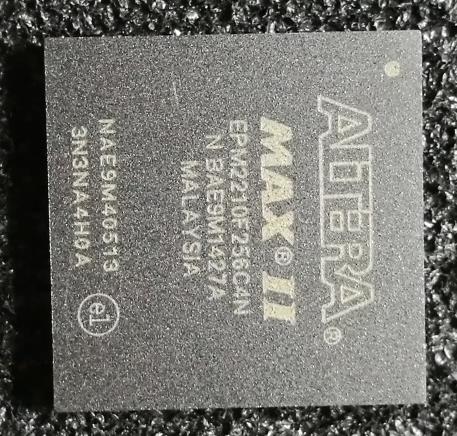 ALTERA®
MAX® II
EPM2210F256C4N
N BAE9M1427A
MALAYSIA
NAE9M40513
3N3NA4H0A
e1